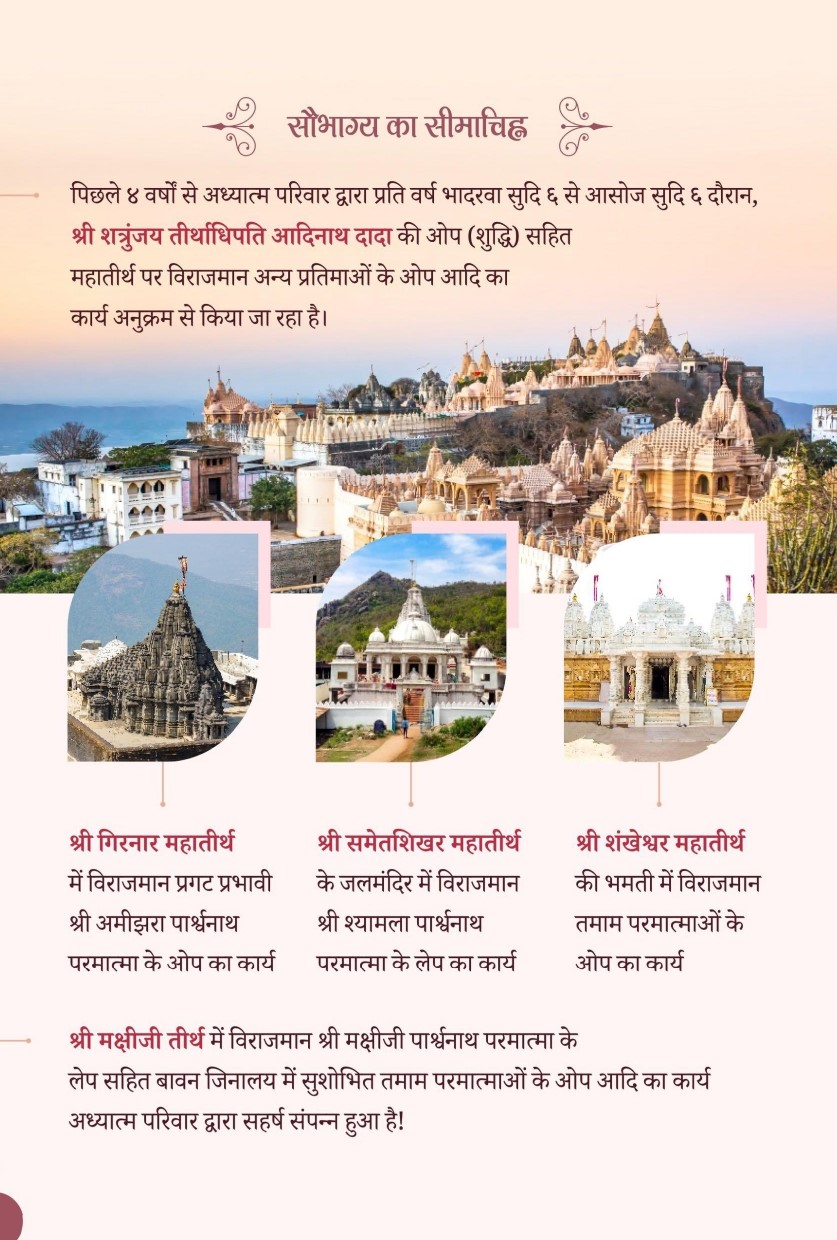 सौभाग्य का सीमाचिह्न
पिछले ४ वर्षों से अध्यात्म परिवार द्वारा प्रति वर्ष भादरवा सुदि ६ से आसोज सुदि ६ दौरान,
श्री शत्रुंजय तीर्थाधिपति आदिनाथ दादा की ओप (शुद्धि) सहित
महातीर्थ पर विराजमान अन्य प्रतिमाओं के ओप आदि का
कार्य अनुक्रम से किया जा रहा है।
श्री गिरनार महातीर्थ
में विराजमान प्रगट प्रभावी
श्री अमीझरा पार्श्वनाथ
परमात्मा के ओप का कार्य
श्री समेतशिखर महातीर्थ
के जलमंदिर में विराजमान
श्री श्यामला पार्श्वनाथ
परमात्मा के लेप का कार्य
श्री शंखेश्वर महातीर्थ
की भमती में विराजमान
तमाम परमात्माओं के
ओप का कार्य
श्री मक्षीजी तीर्थ में विराजमान श्री मक्षीजी पार्श्वनाथ परमात्मा के
लेप सहित बावन जिनालय में सुशोभित तमाम परमात्माओं के ओप आदि का कार्य
अध्यात्म परिवार द्वारा सहर्ष संपन्न हुआ है!